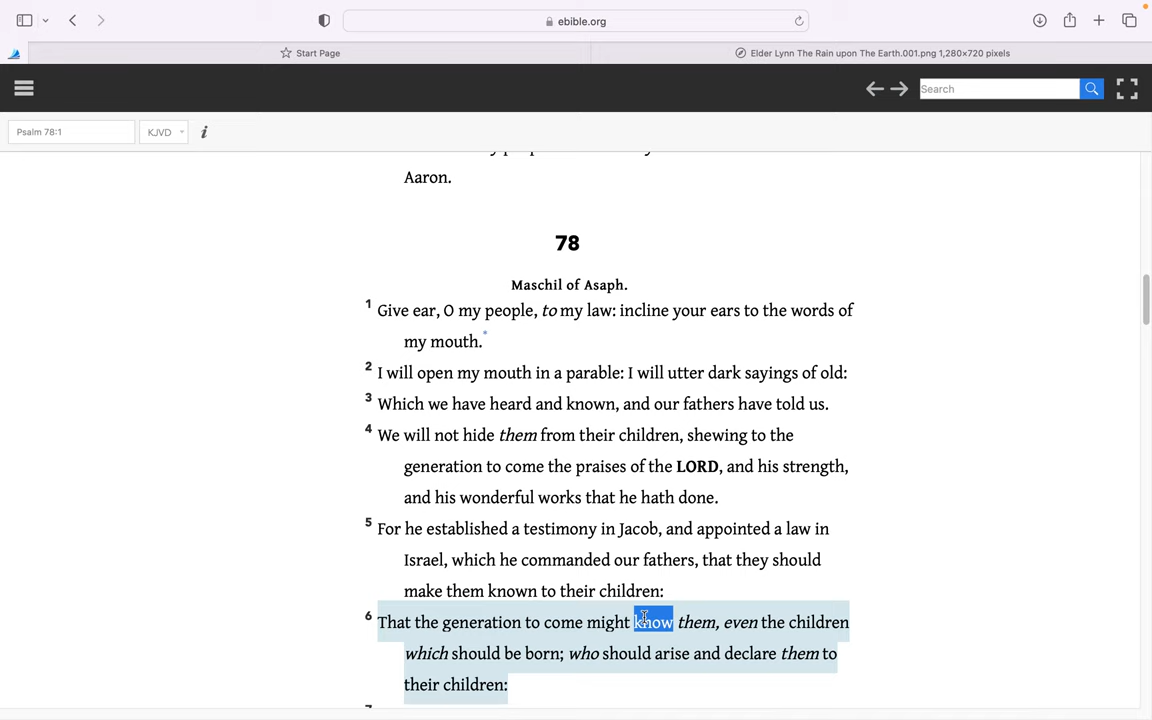 ebible.org
Start Page
Elder Lynn The Rain upon The Earth.001.png 1,280×720 pixels
Search
Psalm 78:1
KJVD
i
Aaron.
78
Maschil of Asaph.
1 Give ear, O my people, to my law: incline your ears to the words of
my mouth.*
2 I will open my mouth in a parable: I will utter dark sayings of old:
3 Which we have heard and known, and our fathers have told us.
4 We will not hide them from their children, shewing to the
generation to come the praises of the LORD, and his strength,
and his wonderful works that he hath done.
5 For he established a testimony in Jacob, and appointed a law in
Israel, which he commanded our fathers, that they should
make them known to their children:
6 That the generation to come might know them, even the children
which should be born; who should arise and declare them to
their children: